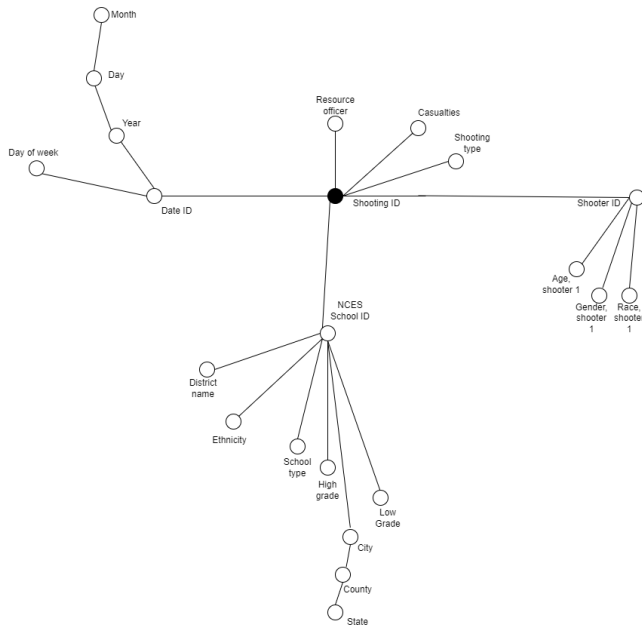 Month
Day
Resource
officer
Casualties
Year
Shooting
type
Day of week
Date ID
Shooting ID
Shooter ID
Age,
shooter 1
NCES
School ID
Gender,
shooter
1
Race,
shooter
1
District
name
Ethnicity
School
type
High
grade
Low
Grade
City
County
State